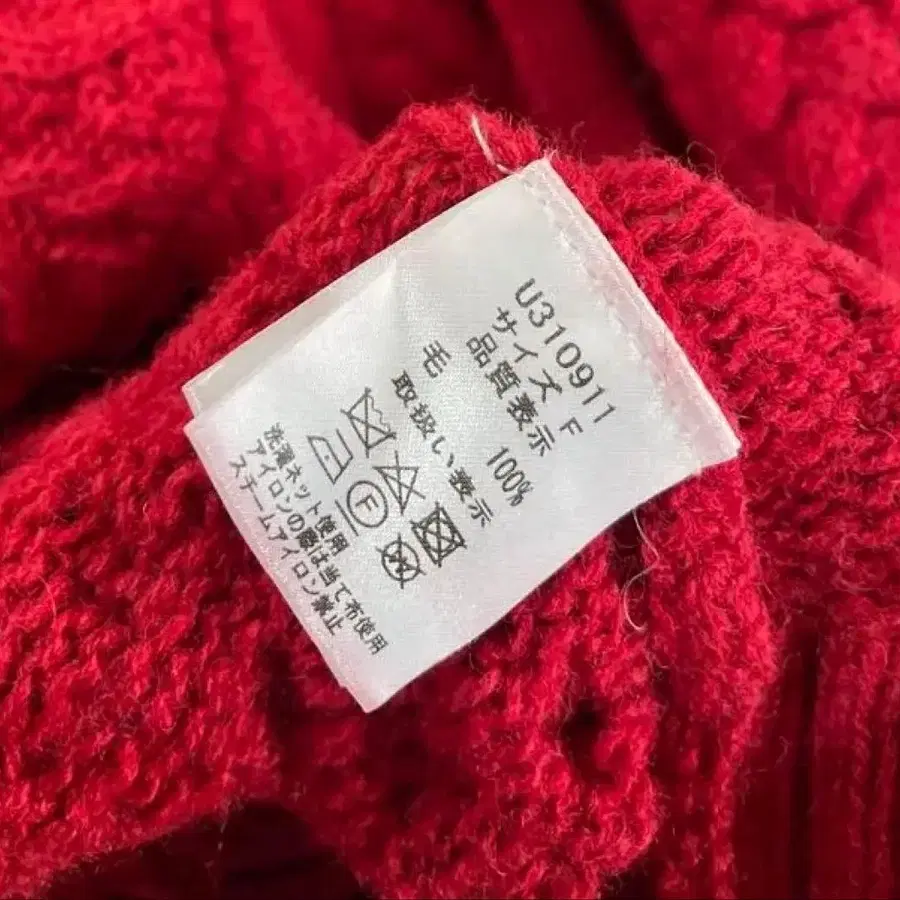 U310911
サイズ F
品質表示
毛 100%
取扱い表示
F
W
洗濯ネット使用
アイロンの際は当て布使用
スチームアイロン禁止